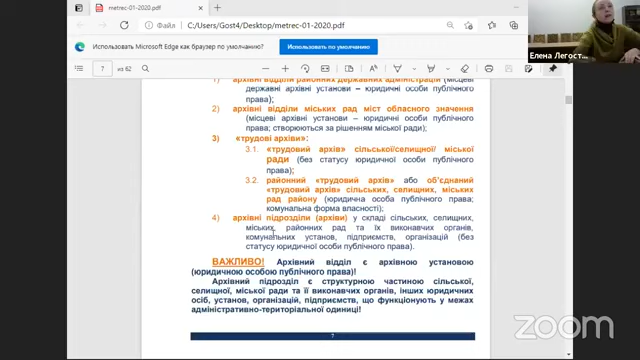 metrec-01-2020.pdf
C:/Users/Gost4/Desktop/metrec-01-2020.pdf
Использовать Microsoft Edge как браузер по умолчанию?
Использовать по умолчанию
7 из 62
Елена Легост...
1) архівні відділи районних державних адміністрацій (місцеві
державні архівні установи – юридичні особи публічного
права);
2) архівні відділи міських рад міст обласного значення
(місцеві архівні установи – юридичні особи публічного
права; створюються за рішенням міської ради);
3) «трудові архіви»:
3.1. «трудовий архів» сільської/селищної/ міської
ради (без статусу юридичної особи публічного
права);
3.2. районний «трудовий архів» або об'єднаний
«трудовий архів» сільських, селищних, міських
рад району (юридична особа публічного права;
комунальна форма власності);
4) архівні підрозділи (архіви) у складі сільських, селищних,
міських, районних рад та їх виконавчих органів,
комунальних установ, підприємств, організацій (без
статусу юридичної особи публічного права).
ВАЖЛИВО! Архівний відділ є архівною установою
(юридичною особою публічного права)!
Архівний підрозділ є структурною частиною сільської,
селищної, міської ради та її виконавчих органів, інших юридичних
осіб, установ, організацій, підприємств, що функціонують у межах
адміністративно-територіальної одиниці!
7
zoom